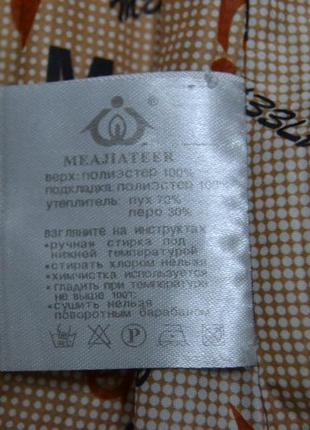 MEAJIATEER
верх: полиэстер 100%
подкладка: полиэстер 100%
утеплитель: пух 70%
перо 30%
взгляните на инструктах
•ручная стирка под
нижней температурой
•стирать хлором нельзя
•химчистка используется
•гладить при температуре
не выше 100!:
•сушить нельзя
поворотным барабаном
P